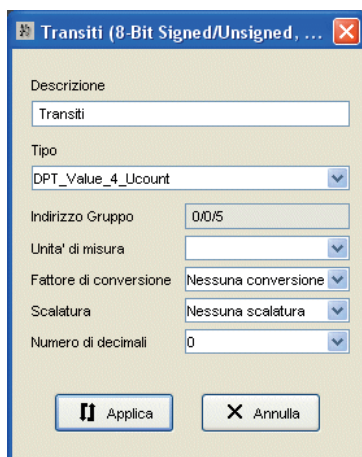 Transiti (8-Bit Signed/Unsigned, ...
Descrizione
Transiti
Tipo
DPT_Value_4_Ucount
Indirizzo Gruppo 0/0/5
Unita' di misura
Fattore di conversione Nessuna conversione
Scalatura Nessuna scalatura
Numero di decimali 0
Applica Annulla